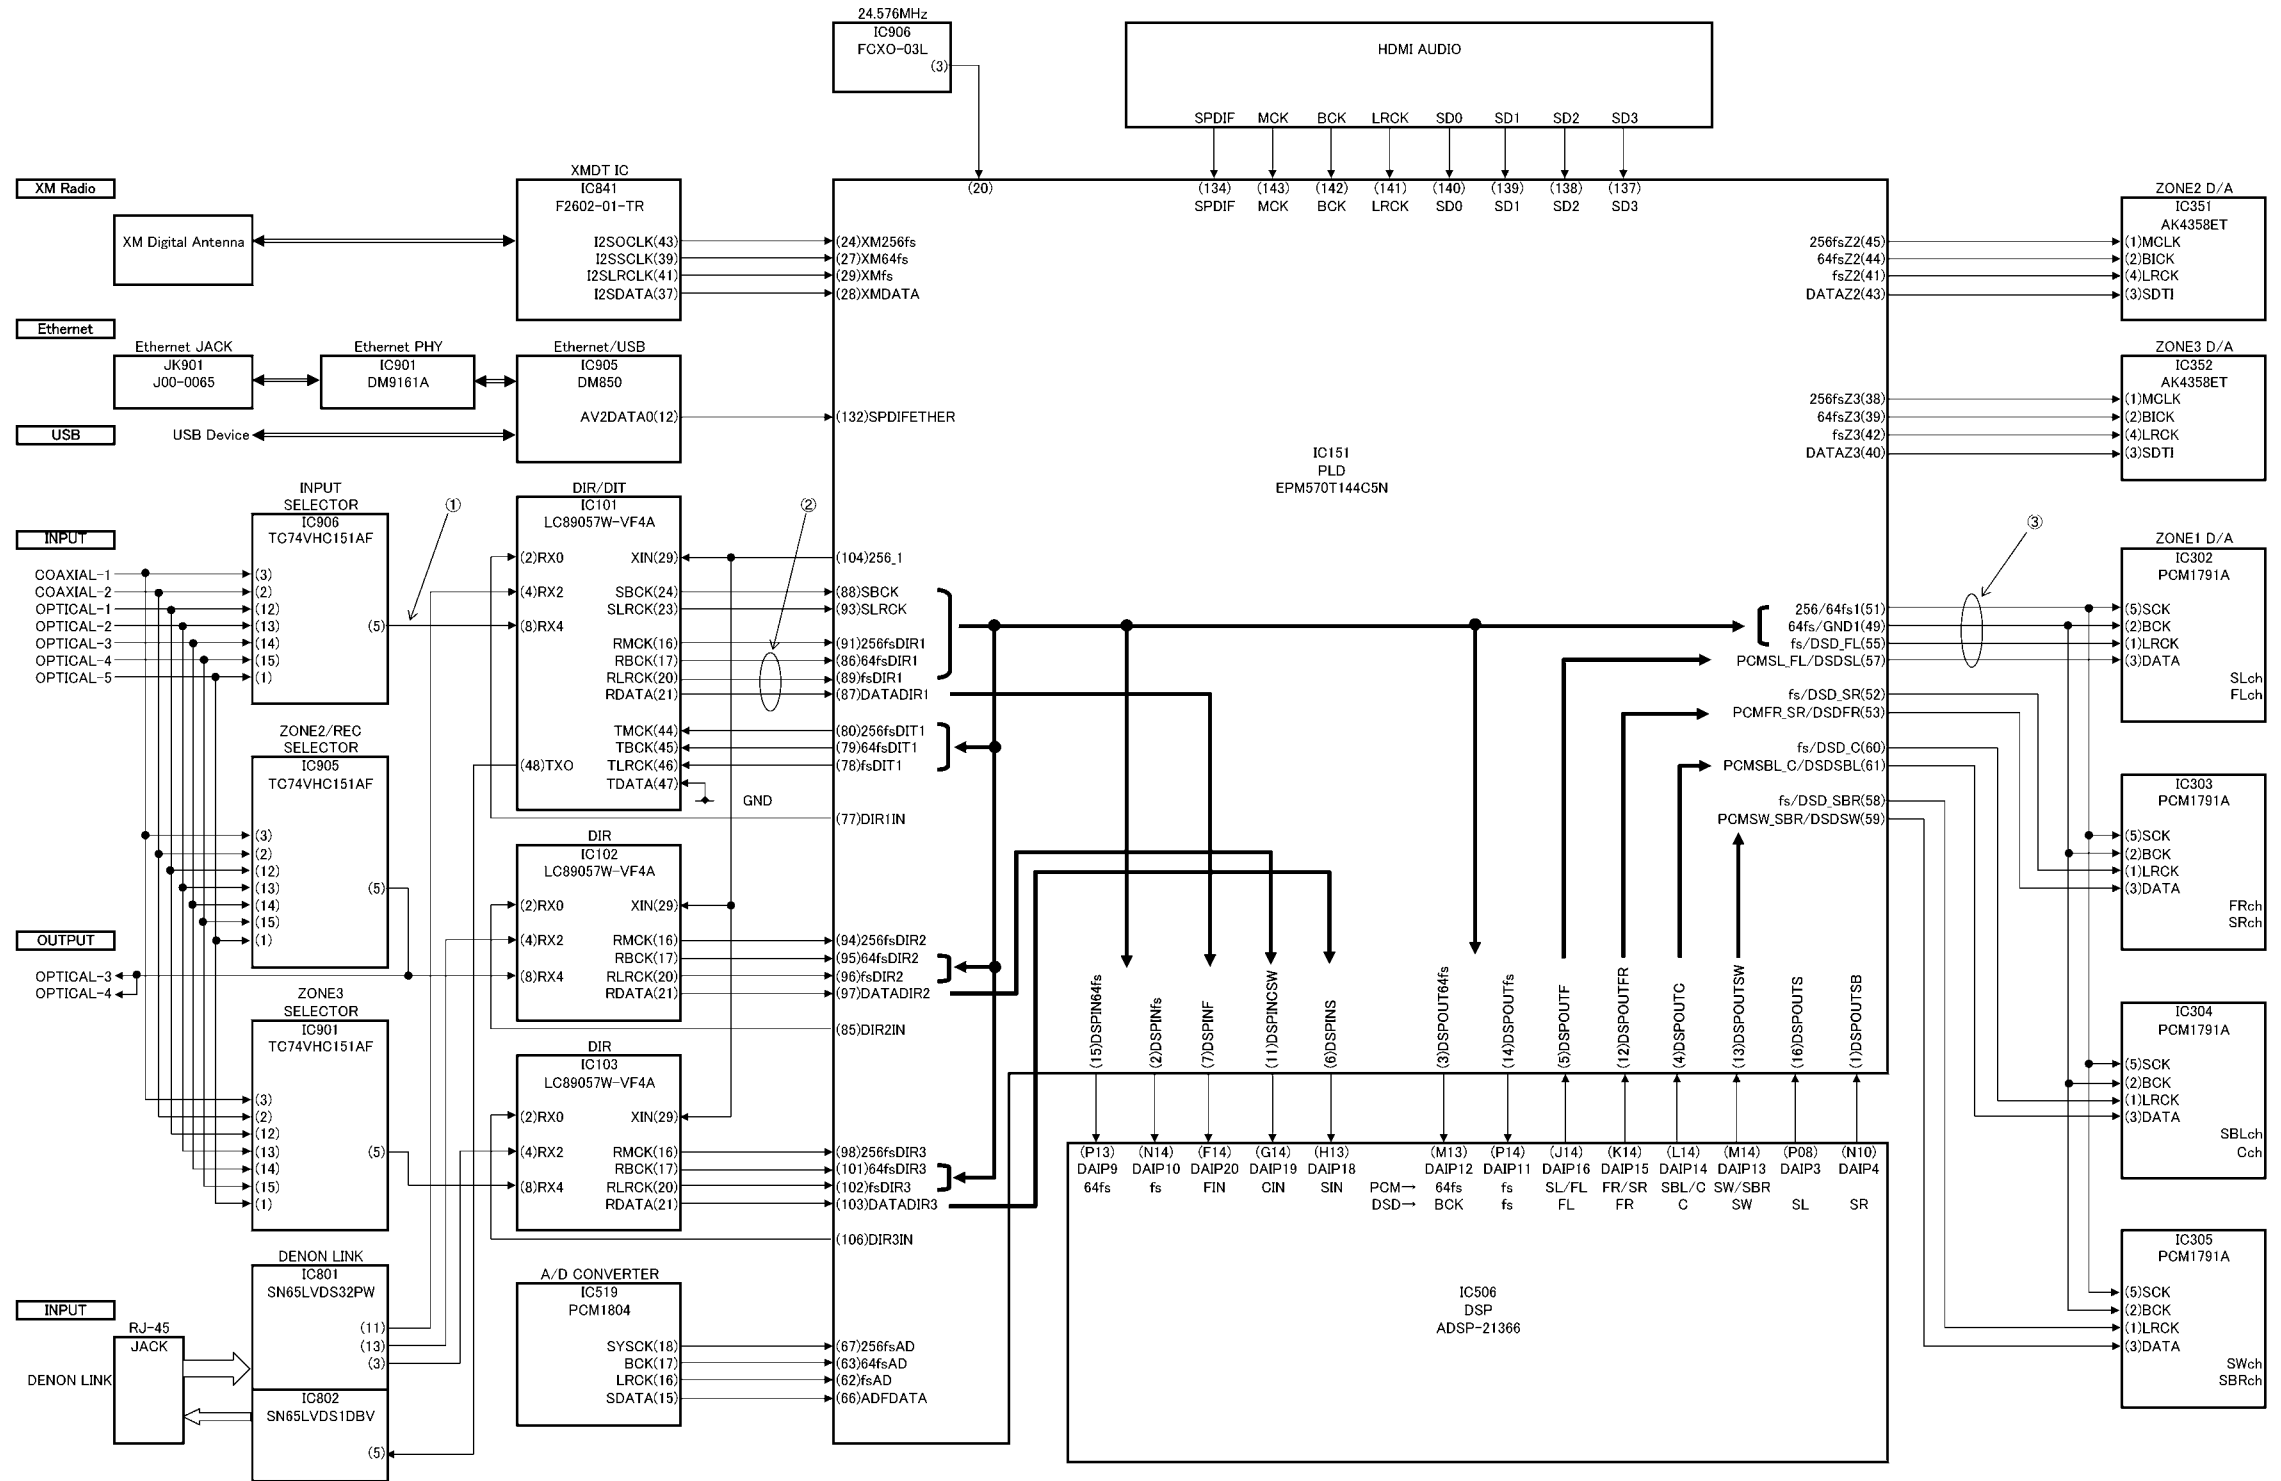 24.576MHz
IC906
FCXO-03L
(3)
HDMI AUDIO
SPDIF MCK BCK LRCK SD0 SD1 SD2 SD3
(20)
(134) (143) (142) (141) (140) (139) (138) (137)
SPDIF MCK BCK LRCK SD0 SD1 SD2 SD3
XM Radio
XM Digital Antenna
XMDT IC
IC841
F2602-01-TR
I2SOCLK(43)
I2SSCLK(39)
I2SLRCLK(41)
I2SDATA(37)
(24)XM256fs
(27)XM64fs
(29)XMfs
(28)XMDATA
Ethernet
Ethernet JACK
JK901
J00-0065
Ethernet PHY
IC901
DM9161A
Ethernet/USB
IC905
DM850
AV2DATA0(12)
(132)SPDIFETHER
USB
USB Device
IC151
PLD
EPM570T144C5N
INPUT
COAXIAL-1
COAXIAL-2
OPTICAL-1
OPTICAL-2
OPTICAL-3
OPTICAL-4
OPTICAL-5
INPUT
SELECTOR
IC906
TC74VHC151AF
(3)
(2)
(12)
(13)
(14)
(15)
(1)
(5)
①
DIR/DIT
IC101
LC89057W-VF4A
(2)RX0
(4)RX2
(8)RX4
(48)TXO
XIN(29)
SBCK(24)
SLRCK(23)
RMCK(16)
RBCK(17)
RLRCK(20)
RDATA(21)
TMCK(44)
TBCK(45)
TLRCK(46)
TDATA(47)
GND
②
(104)256_1
(88)SBCK
(93)SLRCK
(91)256fsDIR1
(86)64fsDIR1
(89)fsDIR1
(87)DATADIR1
(80)256fsDIT1
(79)64fsDIT1
(78)fsDIT1
(77)DIR1IN
ZONE2/REC
SELECTOR
IC905
TC74VHC151AF
(3)
(2)
(12)
(13)
(14)
(15)
(1)
(5)
OUTPUT
OPTICAL-3
OPTICAL-4
DIR
IC102
LC89057W-VF4A
(2)RX0
(4)RX2
(8)RX4
XIN(29)
RMCK(16)
RBCK(17)
RLRCK(20)
RDATA(21)
(94)256fsDIR2
(95)64fsDIR2
(96)fsDIR2
(97)DATADIR2
(85)DIR2IN
ZONE3
SELECTOR
IC901
TC74VHC151AF
(3)
(2)
(12)
(13)
(14)
(15)
(1)
(5)
DIR
IC103
LC89057W-VF4A
(2)RX0
(4)RX2
(8)RX4
XIN(29)
RMCK(16)
RBCK(17)
RLRCK(20)
RDATA(21)
(98)256fsDIR3
(101)64fsDIR3
(102)fsDIR3
(103)DATADIR3
(106)DIR3IN
INPUT
DENON LINK
RJ-45
JACK
DENON LINK
IC801
SN65LVDS32PW
(11)
(13)
(3)
IC802
SN65LVDS1DBV
(5)
A/D CONVERTER
IC519
PCM1804
SYSCK(18)
BCK(17)
LRCK(16)
SDATA(15)
(67)256fsAD
(63)64fsAD
(62)fsAD
(66)ADFDATA
(15)DSPIN64fs
(2)DSPINfs
(7)DSPINF
(11)DSPINCSW
(6)DSPINS
(3)DSPOUT64fs
(14)DSPOUTfs
(5)DSPOUTF
(12)DSPOUTFR
(4)DSPOUTC
(13)DSPOUTSW
(16)DSPOUTS
(1)DSPOUTSB
(P13) (N14) (F14) (G14) (H13) (M13) (P14) (J14) (K14) (L14) (M14) (P08) (N10)
DAIP9 DAIP10 DAIP20 DAIP19 DAIP18 DAIP12 DAIP11 DAIP16 DAIP15 DAIP14 DAIP13 DAIP3 DAIP4
64fs fs FIN CIN SIN PCM→ 64fs fs SL/FL FR/SR SBL/C SW/SBR
DSD→ BCK fs FL FR C SW SL SR
IC506
DSP
ADSP-21366
256fsZ2(45)
64fsZ2(44)
fsZ2(41)
DATAZ2(43)
256fsZ3(38)
64fsZ3(39)
fsZ3(42)
DATAZ3(40)
256/64fs1(51)
64fs/GND1(49)
fs/DSD_FL(55)
PCMSL_FL/DSDSL(57)
fs/DSD_SR(52)
PCMFR_SR/DSDFR(53)
fs/DSD_C(60)
PCMSBL_C/DSDSBL(61)
fs/DSD_SBR(58)
PCMSW_SBR/DSDSW(59)
③
ZONE2 D/A
IC351
AK4358ET
(1)MCLK
(2)BICK
(4)LRCK
(3)SDTI
ZONE3 D/A
IC352
AK4358ET
(1)MCLK
(2)BICK
(4)LRCK
(3)SDTI
ZONE1 D/A
IC302
PCM1791A
(5)SCK
(2)BCK
(1)LRCK
(3)DATA
SLch
FLch
IC303
PCM1791A
(5)SCK
(2)BCK
(1)LRCK
(3)DATA
FRch
SRch
IC304
PCM1791A
(5)SCK
(2)BCK
(1)LRCK
(3)DATA
SBLch
Cch
IC305
PCM1791A
(5)SCK
(2)BCK
(1)LRCK
(3)DATA
SWch
SBRch